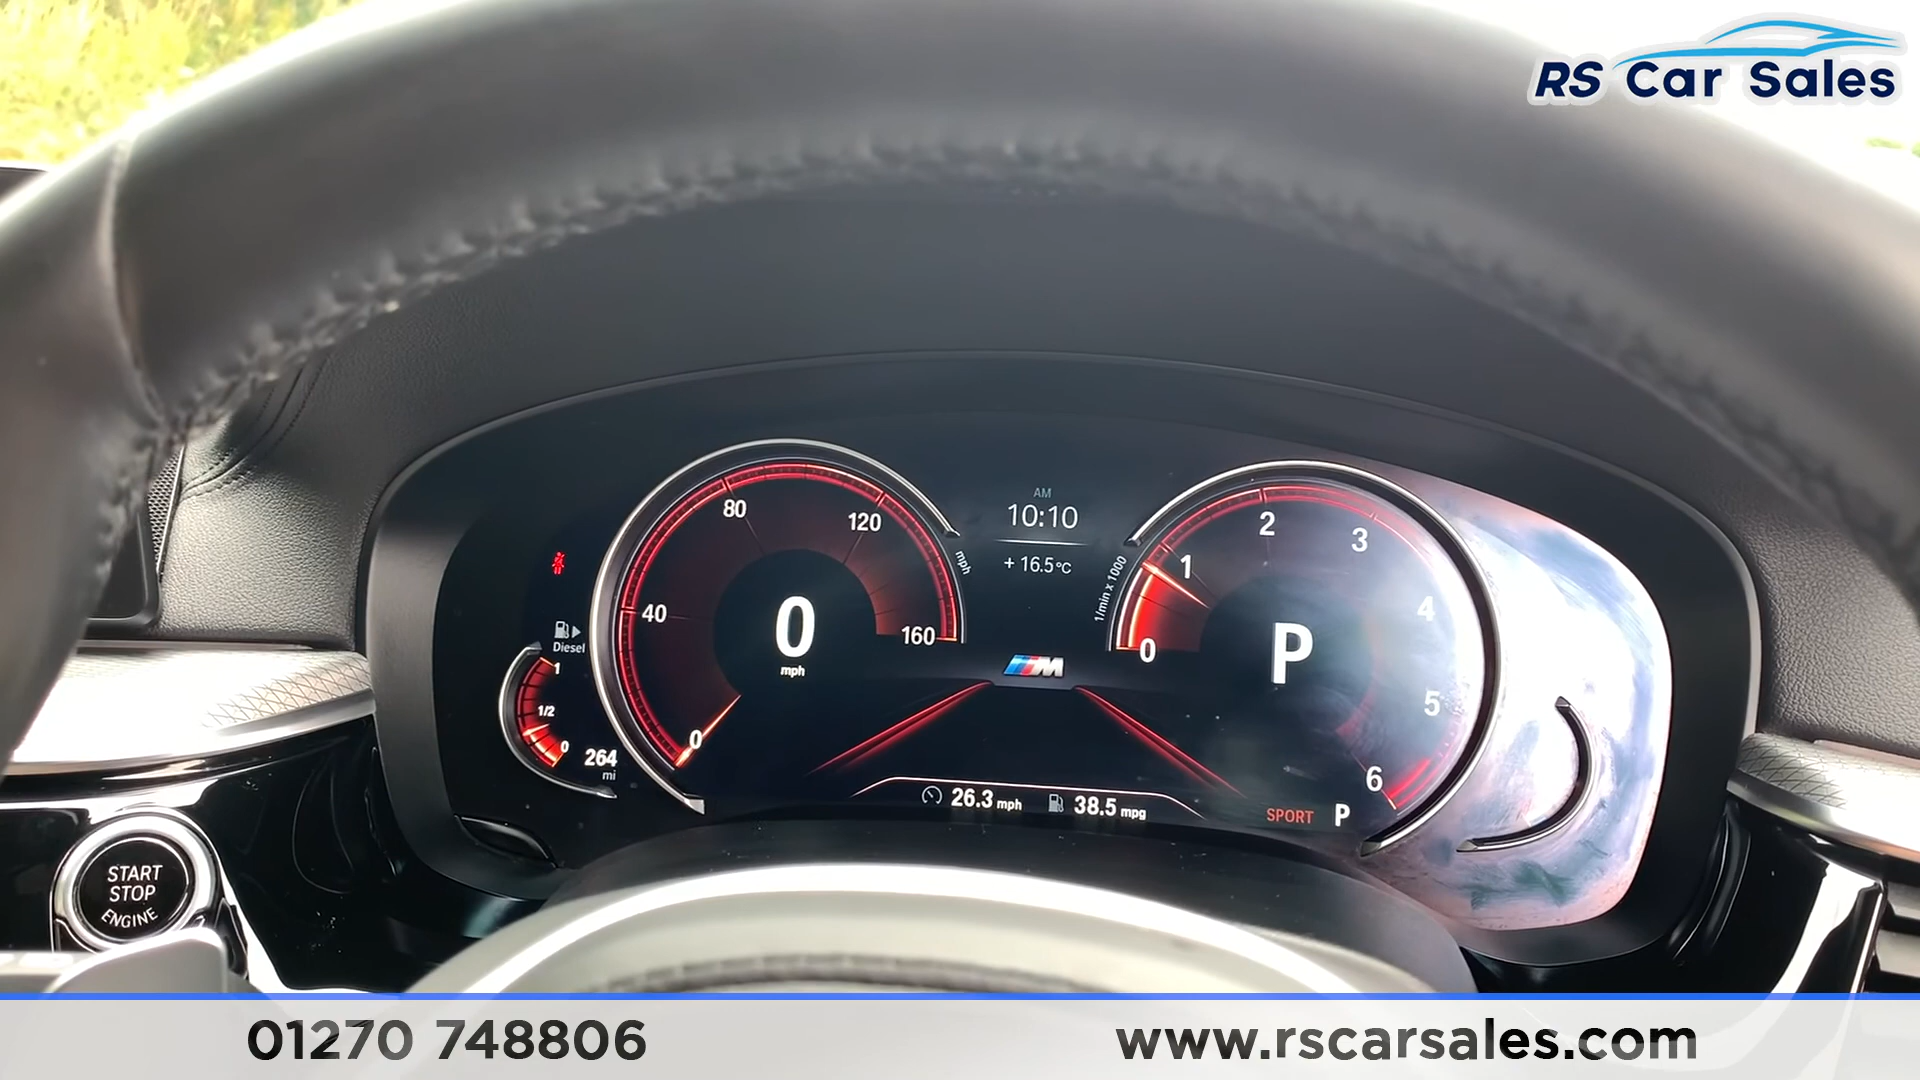 RS Car Sales
AM
10:10
+ 16.5°C
80
120
40
160
0
mph
0
mph
Diesel
1
1/2
0
264
mi
2
3
1
4
1/min x 1000
0
P
5
6
M
26.3 mph
38.5 mpg
SPORT
P
START
STOP
ENGINE
01270 748806
www.rscarsales.com